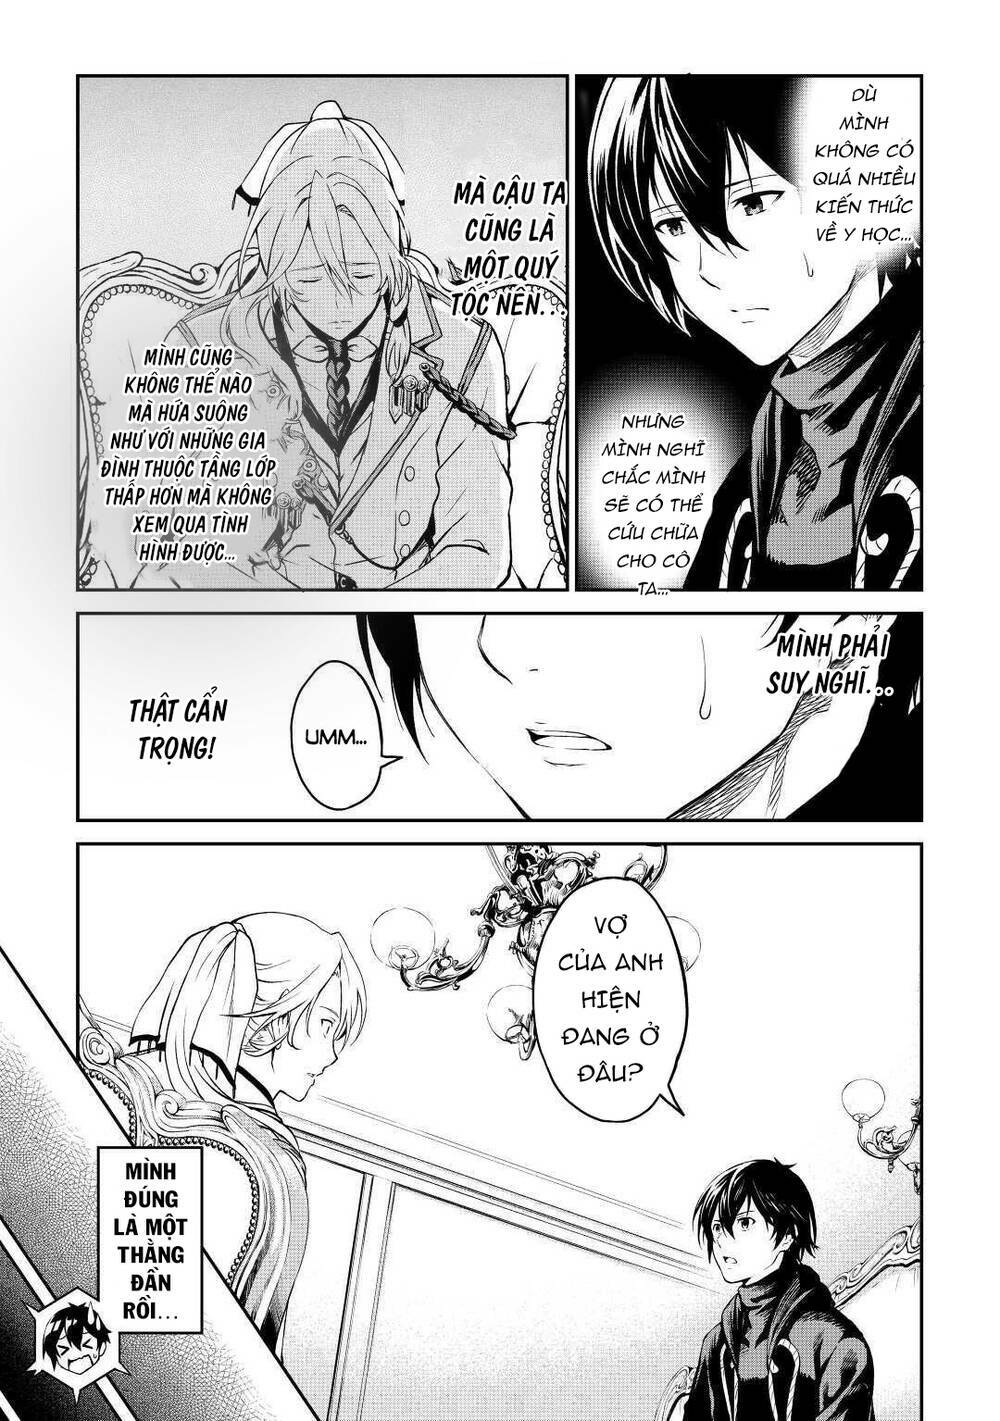 DÙ
MÌNH
KHÔNG CÓ
QUÁ NHIỀU
KIẾN THỨC
VỀ Y HỌC...
NHƯNG
MÌNH NGHĨ
CHẮC MÌNH
SẼ CÓ THỂ
CỨU CHỮA
CHO CÔ
TA...
MÀ CẬU TA
CŨNG LÀ
MỘT QUÝ
TỘC NÊN...
MÌNH CŨNG
KHÔNG THỂ NÀO
MÀ HỨA SUÔNG
NHƯ VỚI NHỮNG GIA
ĐÌNH THUỘC TẦNG LỚP
THẤP HƠN MÀ KHÔNG
XEM QUA TÌNH
HÌNH ĐƯỢC...
MÌNH PHẢI
SUY NGHĨ...
UMM...
THẬT CẨN
TRỌNG!
VỢ
CỦA ANH
HIỆN
ĐANG Ở
ĐÂU?
MÌNH
ĐÚNG
LÀ MỘT
THẰNG
ĐẦN
RỒI...